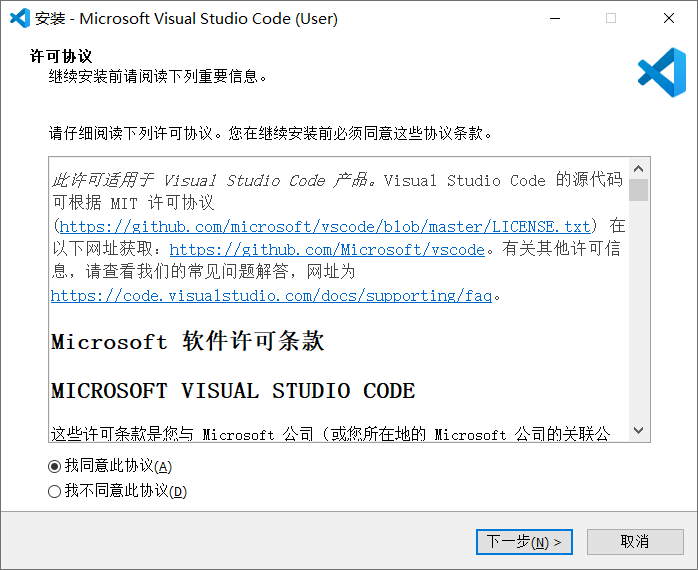 安装 - Microsoft Visual Studio Code (User)
许可协议
继续安装前请阅读下列重要信息。
请仔细阅读下列许可协议。您在继续安装前必须同意这些协议条款。
此许可适用于 Visual Studio Code 产品。Visual Studio Code 的源代码
可根据 MIT 许可协议
(https://github.com/microsoft/vscode/blob/master/LICENSE.txt) 在
以下网址获取：https://github.com/Microsoft/vscode。有关其他许可信
息，请查看我们的常见问题解答，网址为
https://code.visualstudio.com/docs/supporting/faq。
Microsoft 软件许可条款
MICROSOFT VISUAL STUDIO CODE
这些许可条款是您与 Microsoft 公司（或您所在地的 Microsoft 公司的关联公
我同意此协议(A)
我不同意此协议(D)
下一步(N) >
取消